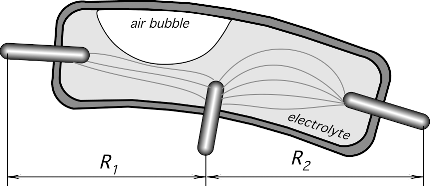 air bubble
electrolyte
R1
R2